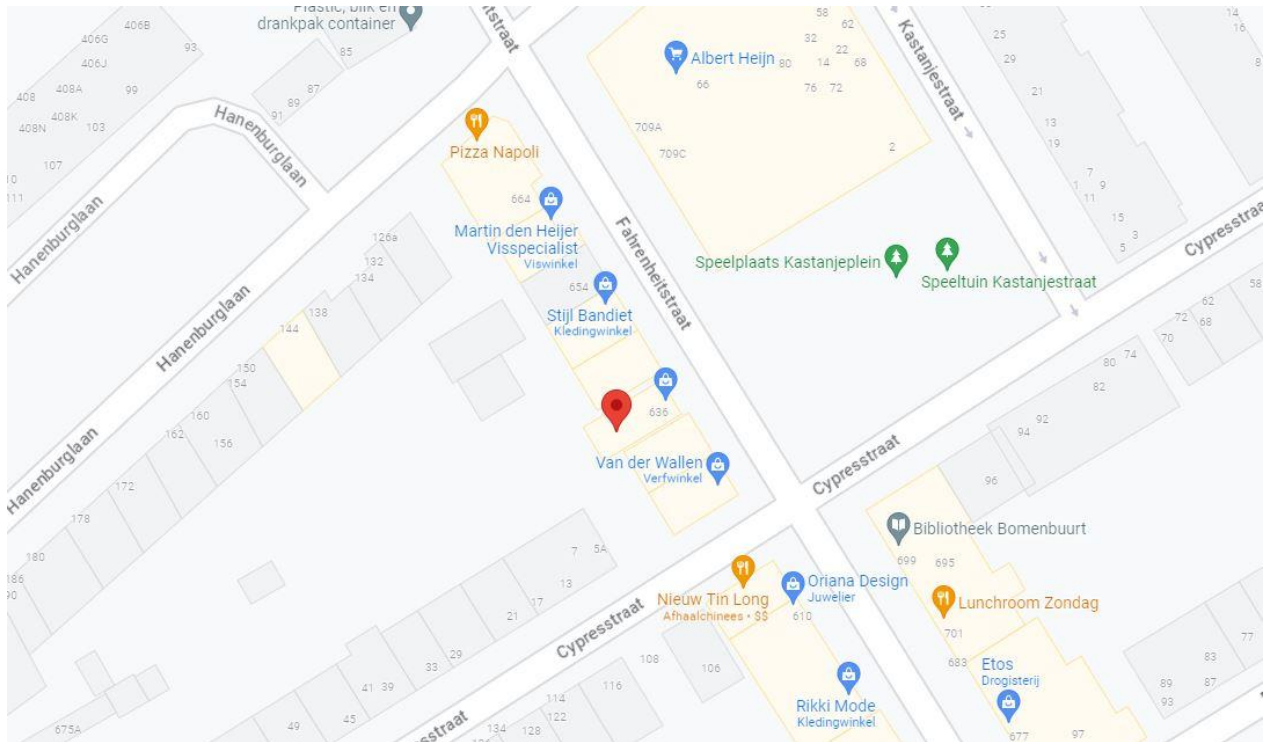 Plastic, blik en
drankpak container
406B
406G
406J
93
85
408
408A
99
87
89
91
408K
408N
103
107
111
Hanenburglaan
Hanenburglaan
Hanenburglaan
Hanenburglaan
Pizza Napoli
664
Martin den Heijer
Visspecialist
Viswinkel
126a
132
134
654
Stijl Bandiet
Kledingwinkel
138
144
150
154
160
162
156
172
178
180
186
636
Van der Wallen
Verfwinkel
Fahrenheitstraat
Albert Heijn
66
80
58
62
32
22
14
68
76
72
709A
709C
2
Kastanjestraat
25
29
21
13
19
14
16
8
7
1
9
11
15
3
5
Cypresstraat
Speelplaats Kastanjeplein
Speeltuin Kastanjestraat
58
62
72
68
70
74
80
82
92
94
96
Cypresstraat
Bibliotheek Bomenbuurt
699
695
Lunchroom Zondag
701
683
Etos
Drogisterij
677
97
77
83
89
87
93
Nieuw Tin Long
Afhaalchinees • $$
Oriana Design
Juwelier
610
Rikki Mode
Kledingwinkel
7
5A
13
17
21
29
33
41
39
45
49
675A
Cypresstraat
108
106
116
114
122
128
134
Cypresstraat